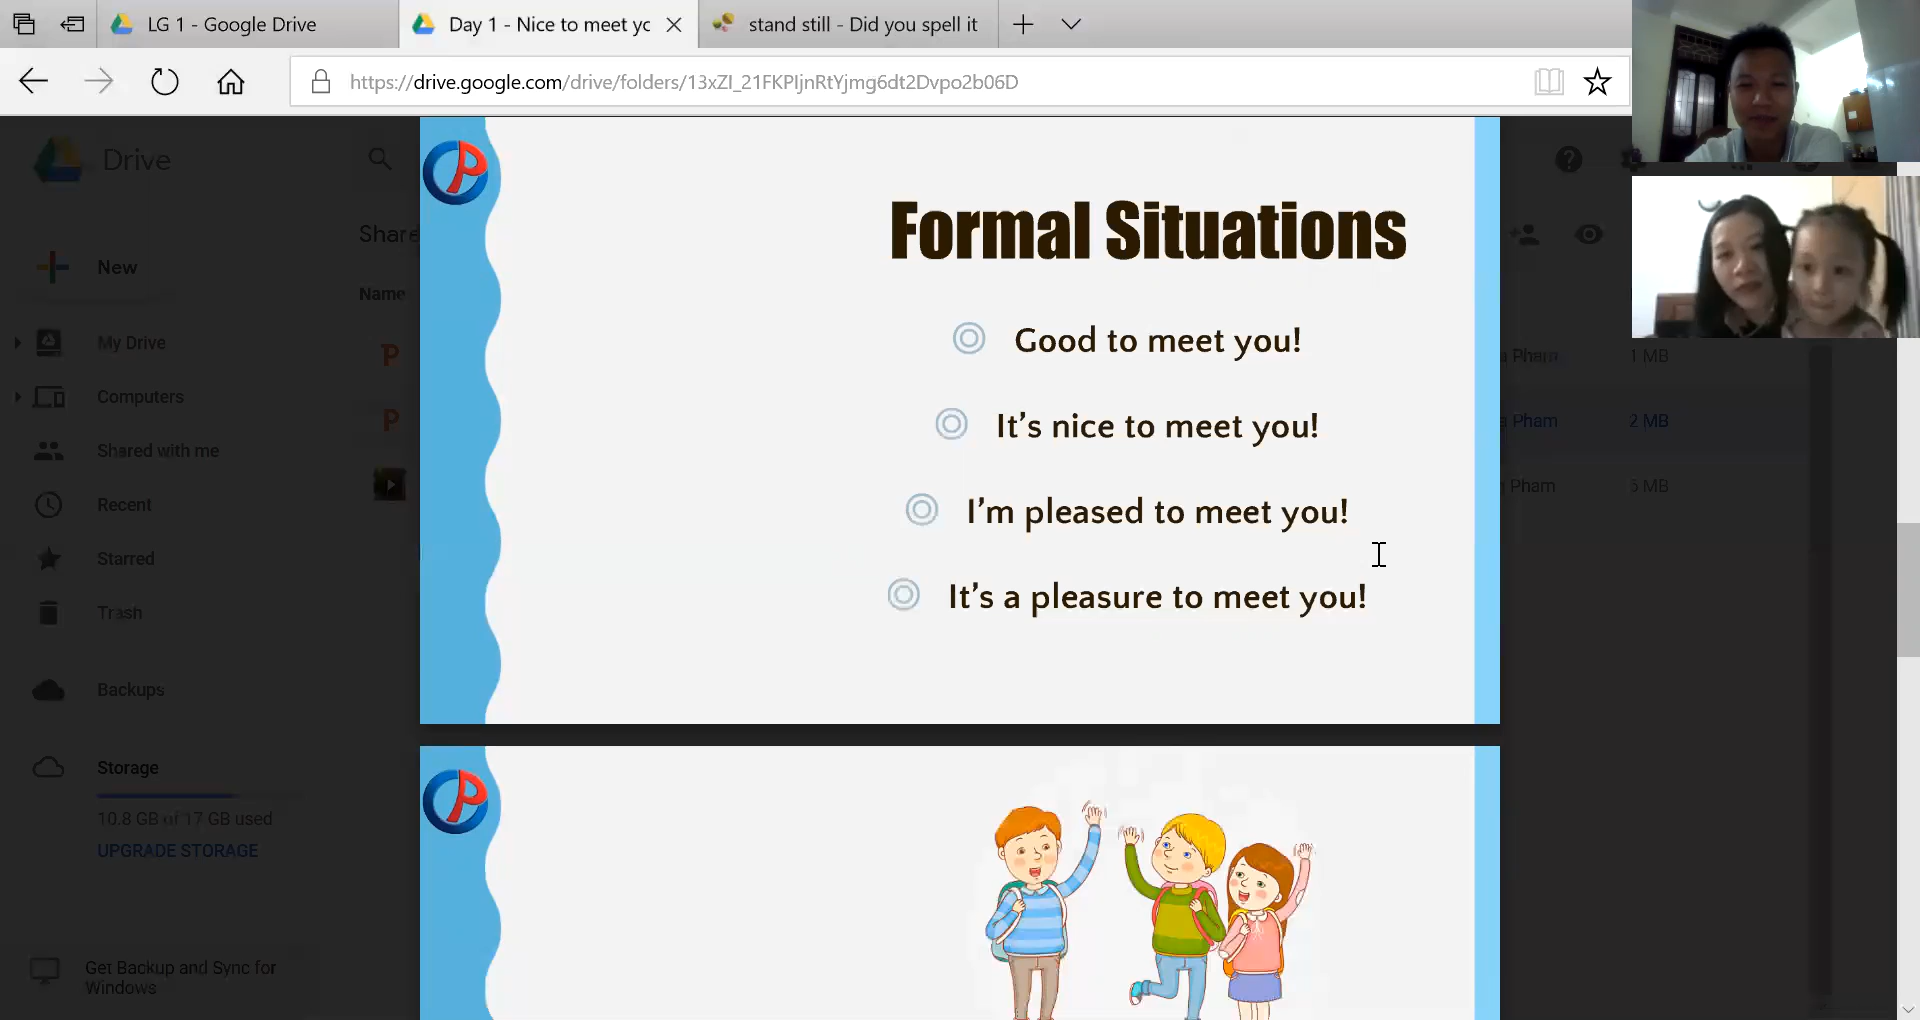 LG 1 - Google Drive
Day 1 - Nice to meet yc
stand still - Did you spell it
https://drive.google.com/drive/folders/13xZI_21FKPIjnRtYjmg6dt2Dvpo2b06D
Drive
New
My Drive
Computers
Shared with me
Recent
Starred
Trash
Backups
Storage
10.8 GB of 17 GB used
UPGRADE STORAGE
Get Backup and Sync for
Windows
Share
Name
P
P
Formal Situations
Good to meet you!
It's nice to meet you!
I'm pleased to meet you!
It's a pleasure to meet you!
Pham
1 MB
Pham
2 MB
Pham